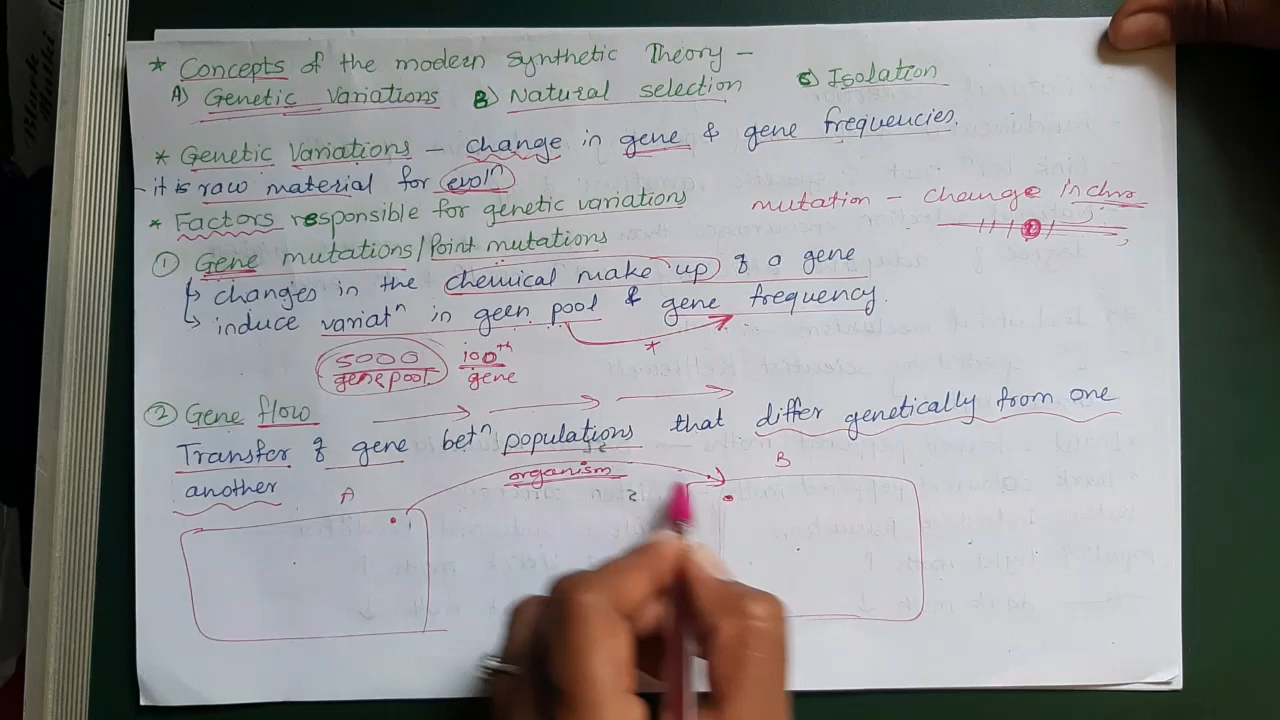 * Concepts of the modern synthetic Theory -
A) Genetic Variations B) Natural selection C) Isolation
* Genetic Variations - change in gene & gene frequencies.
- it is raw material for evolⁿ
* Factors responsible for genetic variations
mutation - change in chro
① Gene mutations/Point mutations
↳ changes in the chemical make up of a gene
↳ induce variatⁿ in geen pool & gene frequency.
*
5000 100th
genepool gene
② Gene flow
Transfer of gene betⁿ populations that differ genetically from one
another
organism
A B